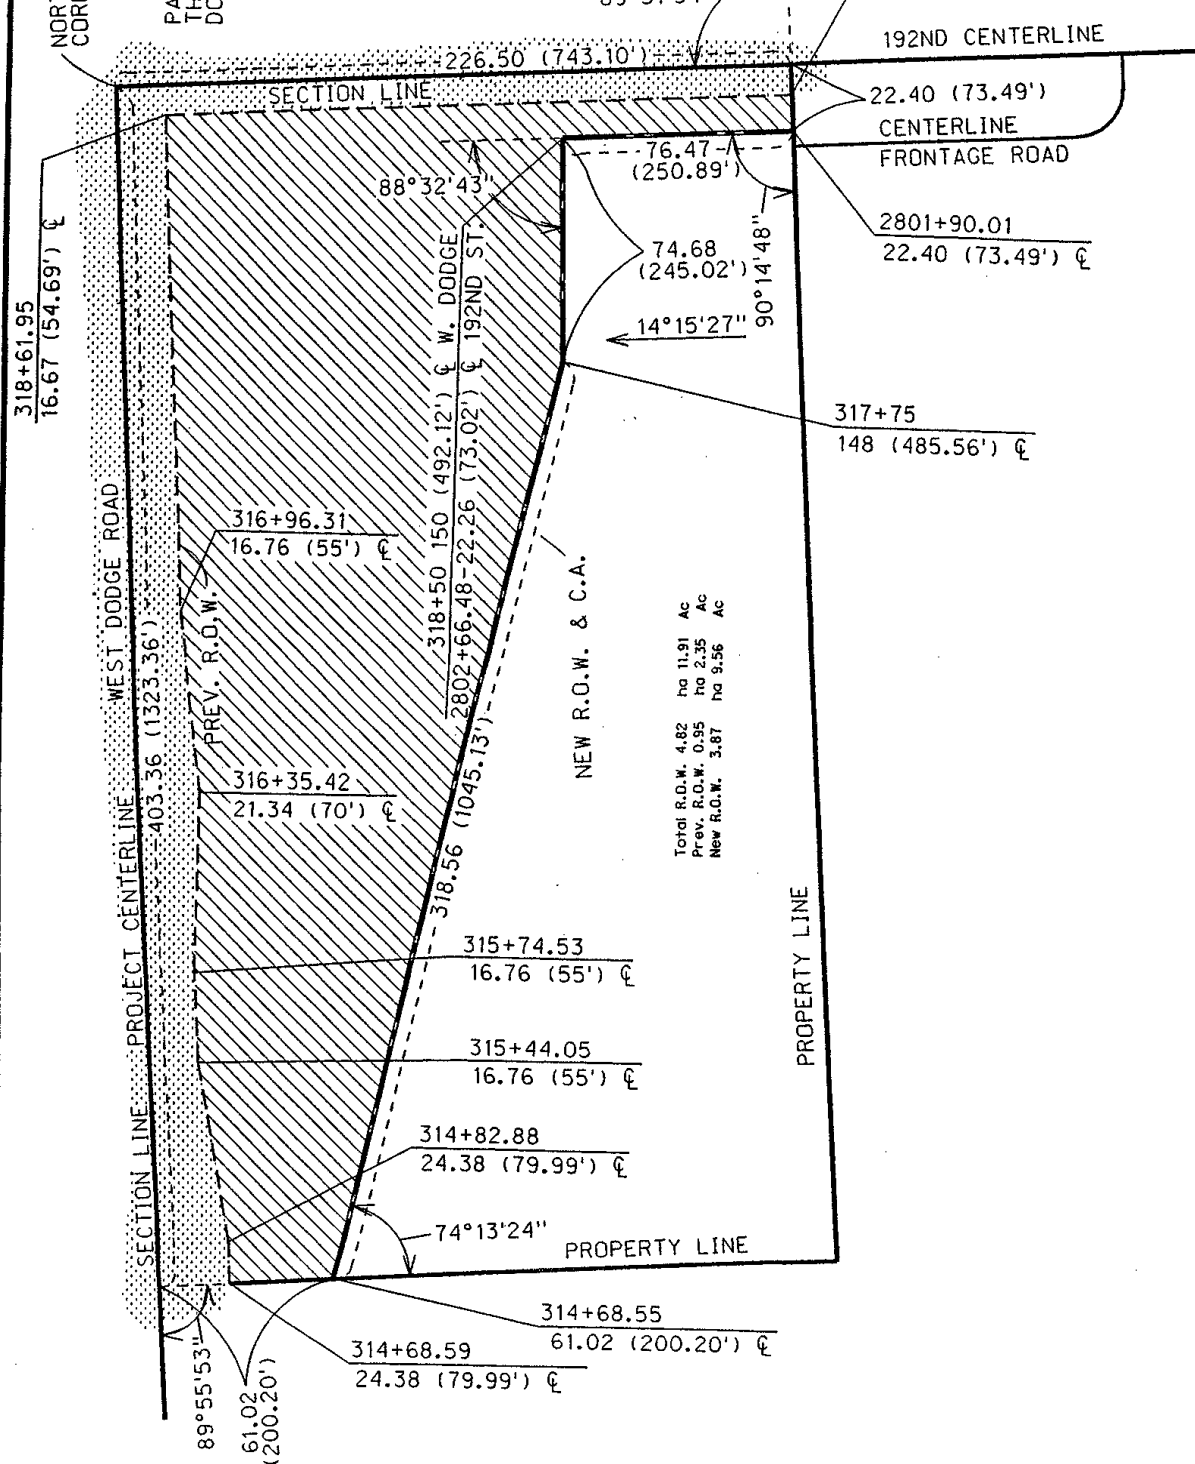 192ND CENTERLINE
226.50 (743.10')
SECTION LINE
22.40 (73.49')
CENTERLINE
FRONTAGE ROAD
76.47
(250.89')
88°32'43"
90°14'48"
2801+90.01
22.40 (73.49') ℄
74.68
(245.02')
14°15'27"
318+61.95
16.67 (54.69') ℄
317+75
148 (485.56') ℄
318+50 150 (492.12') ℄ W. DODGE
2802+66.48-22.26 (73.02') ℄ 192ND ST.
316+96.31
16.76 (55') ℄
WEST DODGE ROAD
PREV. R.O.W.
403.36 (1323.36')
NEW R.O.W. & C.A.
Total R.O.W. 4.82 ha 11.91 Ac
Prev. R.O.W. 0.95 ha 2.35 Ac
New R.O.W. 3.87 ha 9.56 Ac
316+35.42
21.34 (70') ℄
318.56 (1045.13')
315+74.53
16.76 (55') ℄
PROPERTY LINE
315+44.05
16.76 (55') ℄
SECTION LINE PROJECT CENTERLINE
314+82.88
24.38 (79.99') ℄
74°13'24"
PROPERTY LINE
314+68.55
61.02 (200.20') ℄
314+68.59
24.38 (79.99') ℄
89°55'53"
61.02
(200.20')